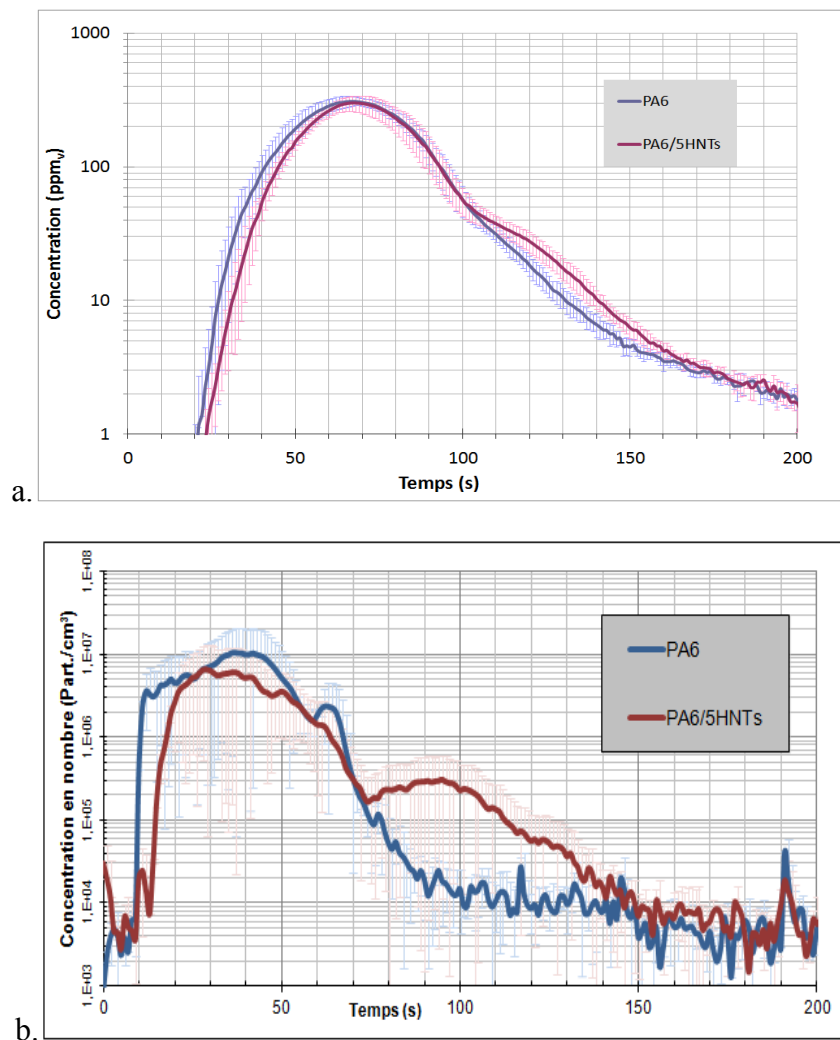 1000
100
10
1
Concentration (ppmv)
PA6
PA6/5HNTs
0 50 100 150 200
Temps (s)
a.
1,E+08
1,E+07
1,E+06
1,E+05
1,E+04
1,E+03
Concentration en nombre (Part./cm³)
PA6
PA6/5HNTs
0 50 100 150 200
Temps (s)
b.